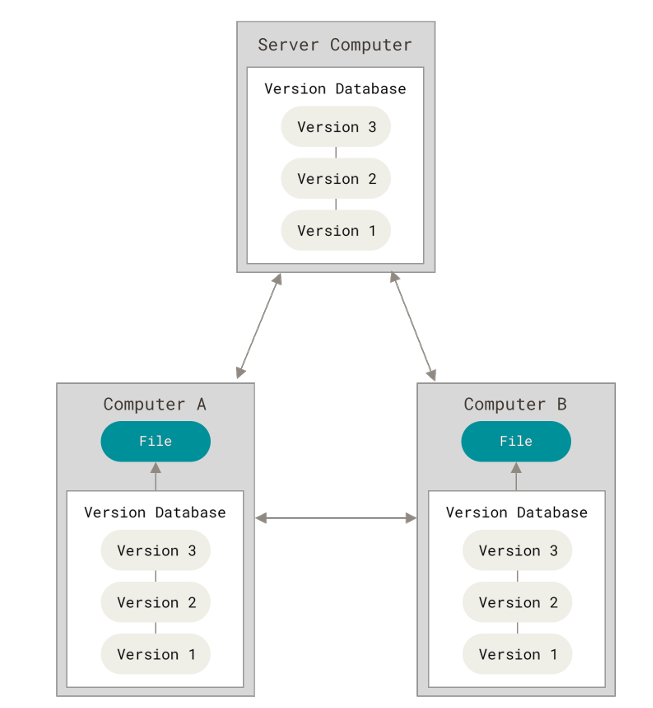 Server Computer
Version Database
Version 3
Version 2
Version 1
Computer A
File
Version Database
Version 3
Version 2
Version 1
Computer B
File
Version Database
Version 3
Version 2
Version 1